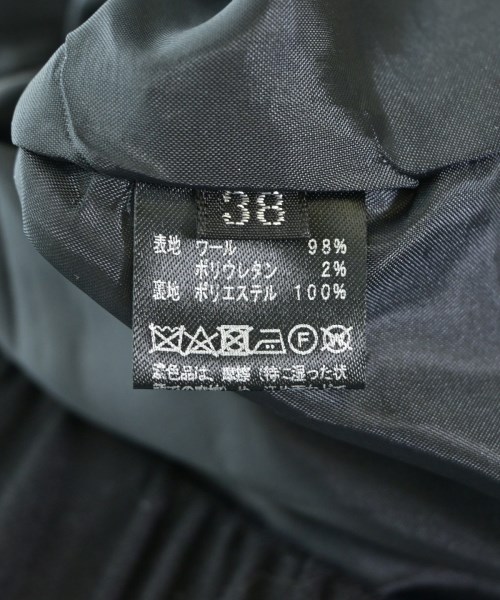 38
表地 ウール 98%
ポリウレタン 2%
裏地 ポリエステル 100%
F W
濃色品は、摩擦(特に湿った状